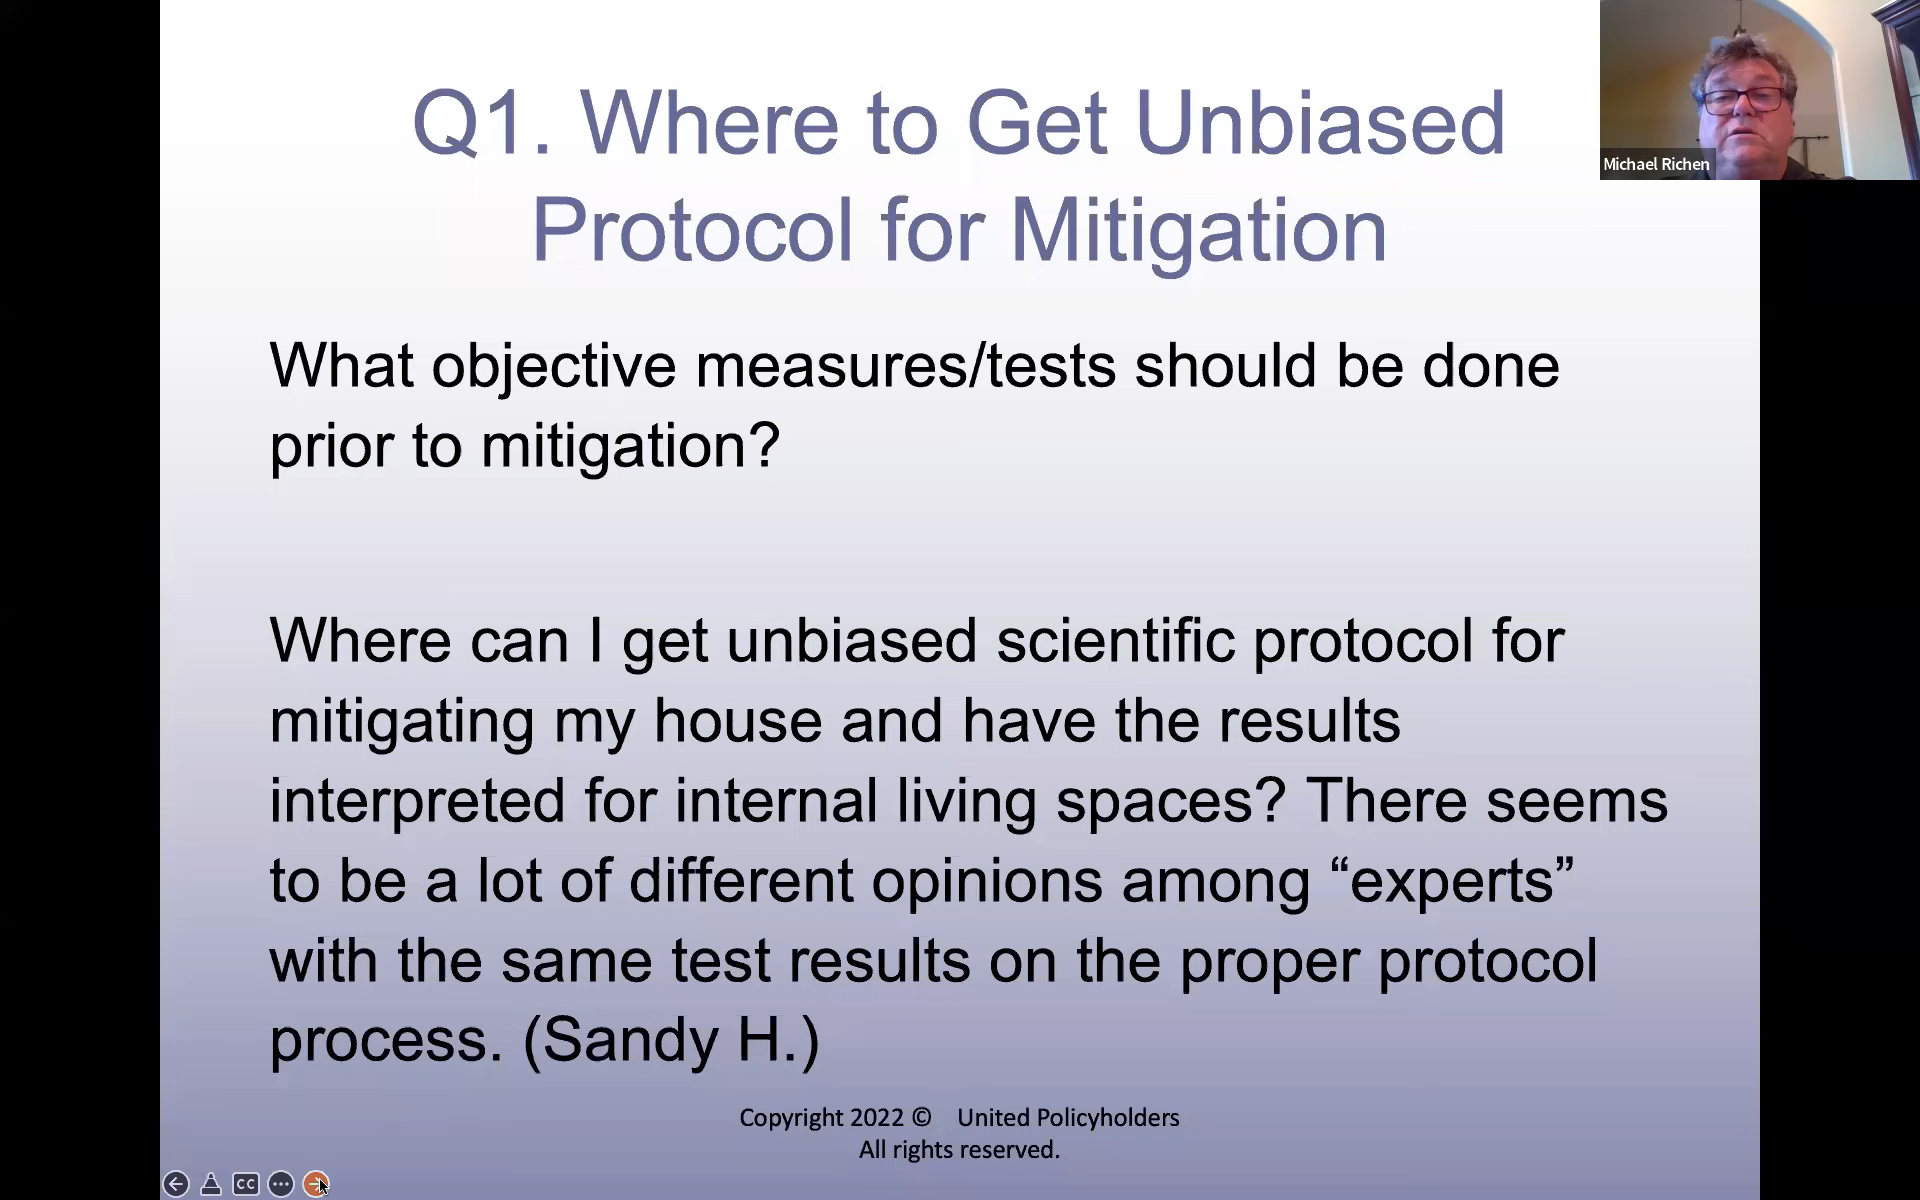 Q1. Where to Get Unbiased
Protocol for Mitigation
Michael Richen
What objective measures/tests should be done
prior to mitigation?
Where can I get unbiased scientific protocol for
mitigating my house and have the results
interpreted for internal living spaces? There seems
to be a lot of different opinions among “experts”
with the same test results on the proper protocol
process. (Sandy H.)
Copyright 2022 © United Policyholders
All rights reserved.
CC